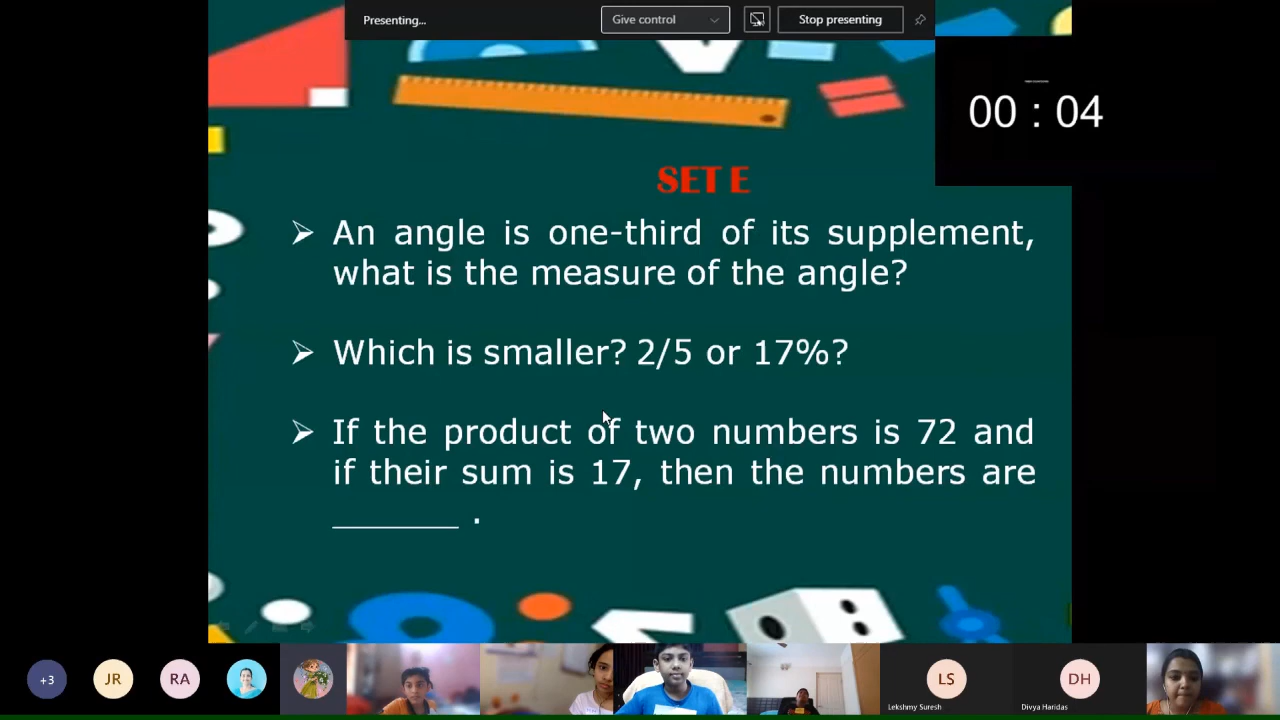 Presenting...
Give control
Stop presenting
00 : 04
SET E
➢ An angle is one-third of its supplement,
what is the measure of the angle?
➢ Which is smaller? 2/5 or 17%?
➢ If the product of two numbers is 72 and
if their sum is 17, then the numbers are
_______ .
+3
JR
RA
LS
DH
Lekshmy Suresh
Divya Haridas